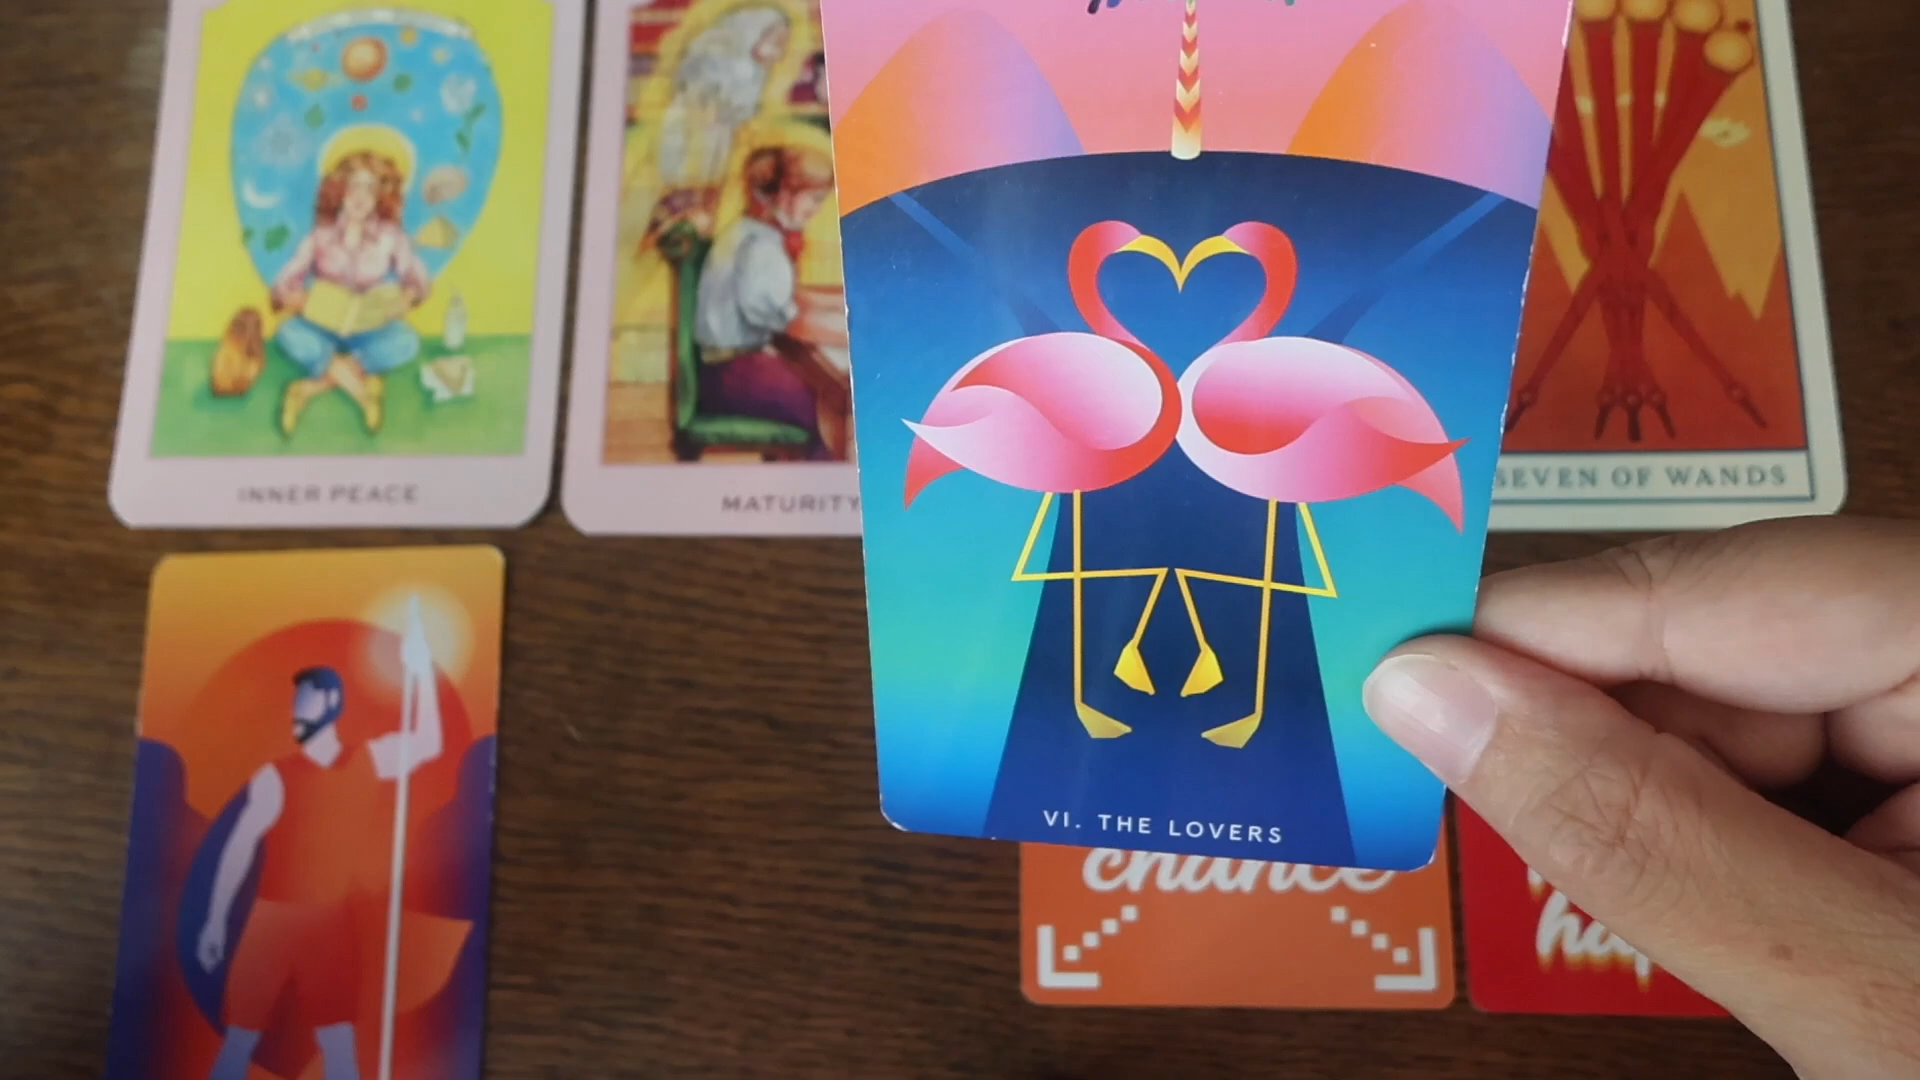 INNER PEACE
MATURITY
SEVEN OF WANDS
VI. THE LOVERS
chance